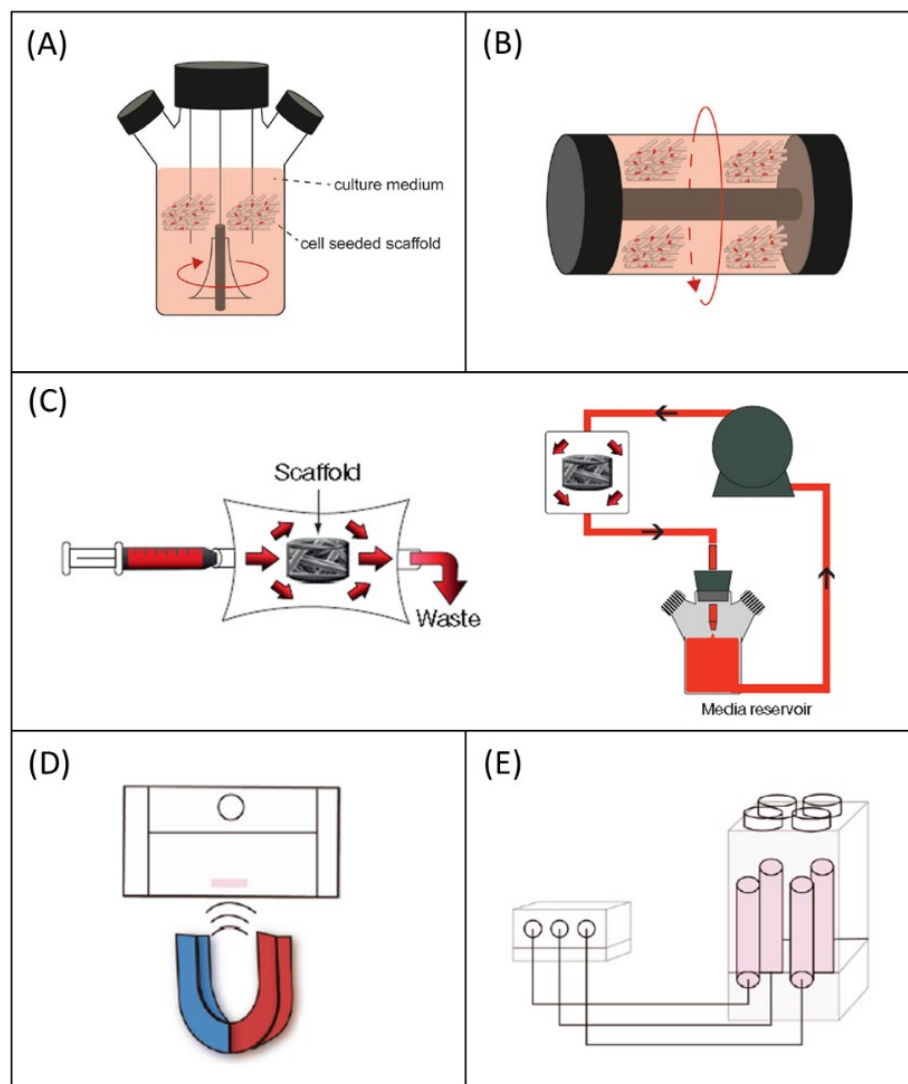 (A)
culture medium
cell seeded scaffold
(B)
(C)
Scaffold
Waste
Media reservoir
(D)
(E)